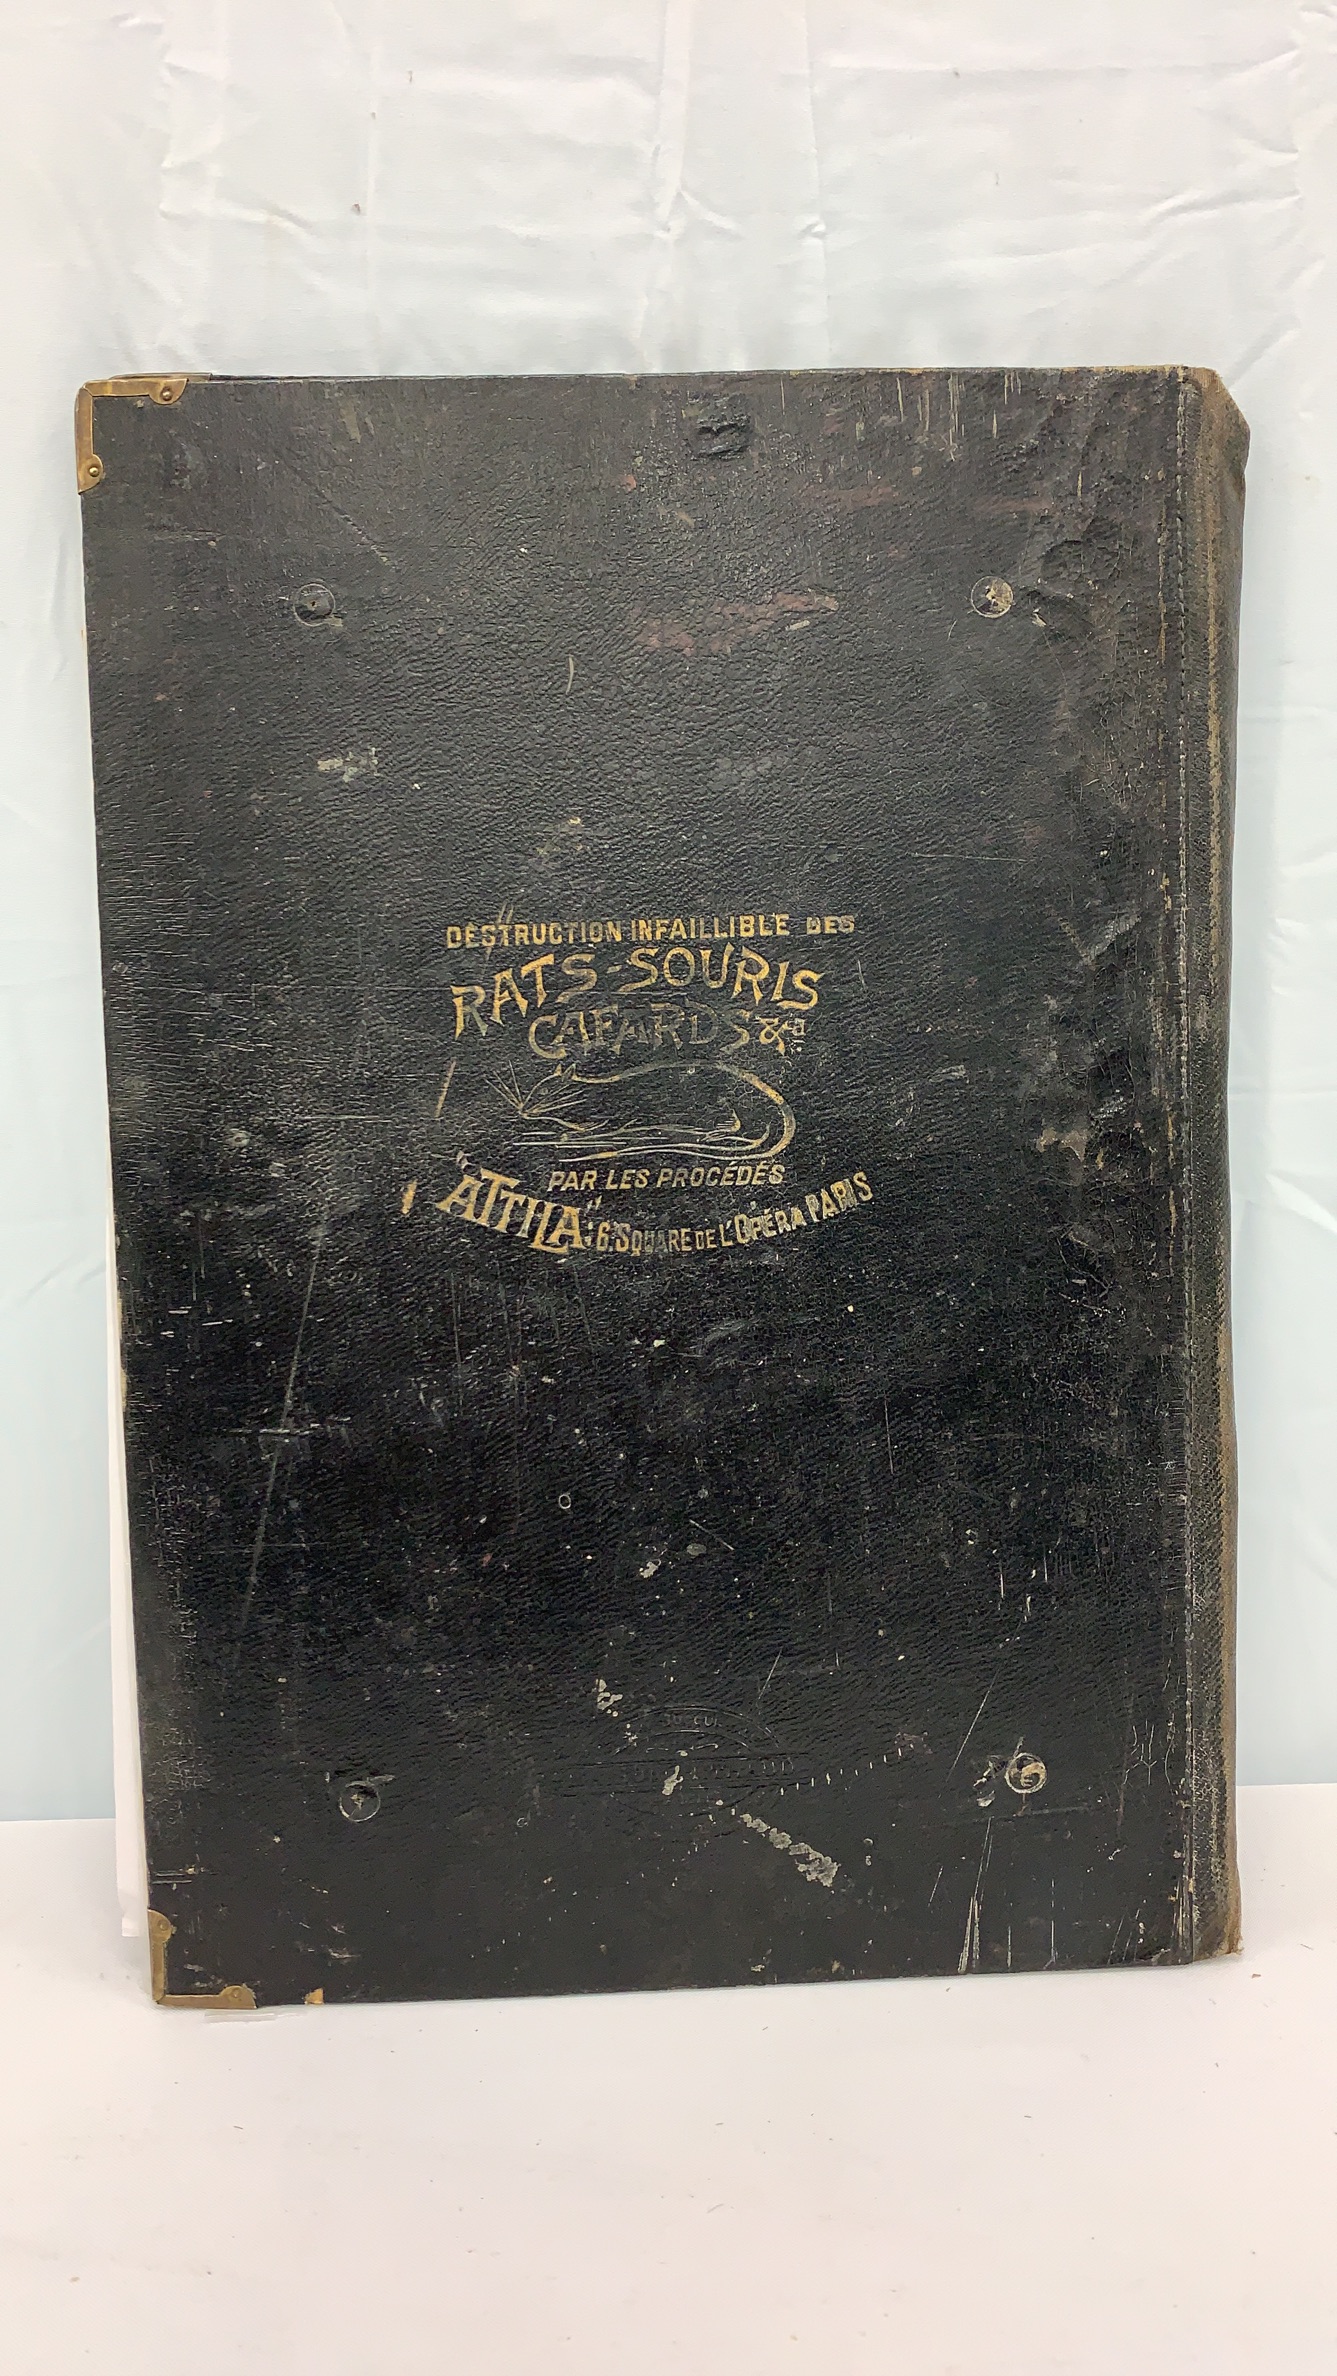 DESTRUCTION INFAILLIBLE DES
RATS-SOURIS
CAFARDS &
PAR LES PROCÉDÉS
"ATTILA" 6, SQUARE DE L'OPÉRA PARIS